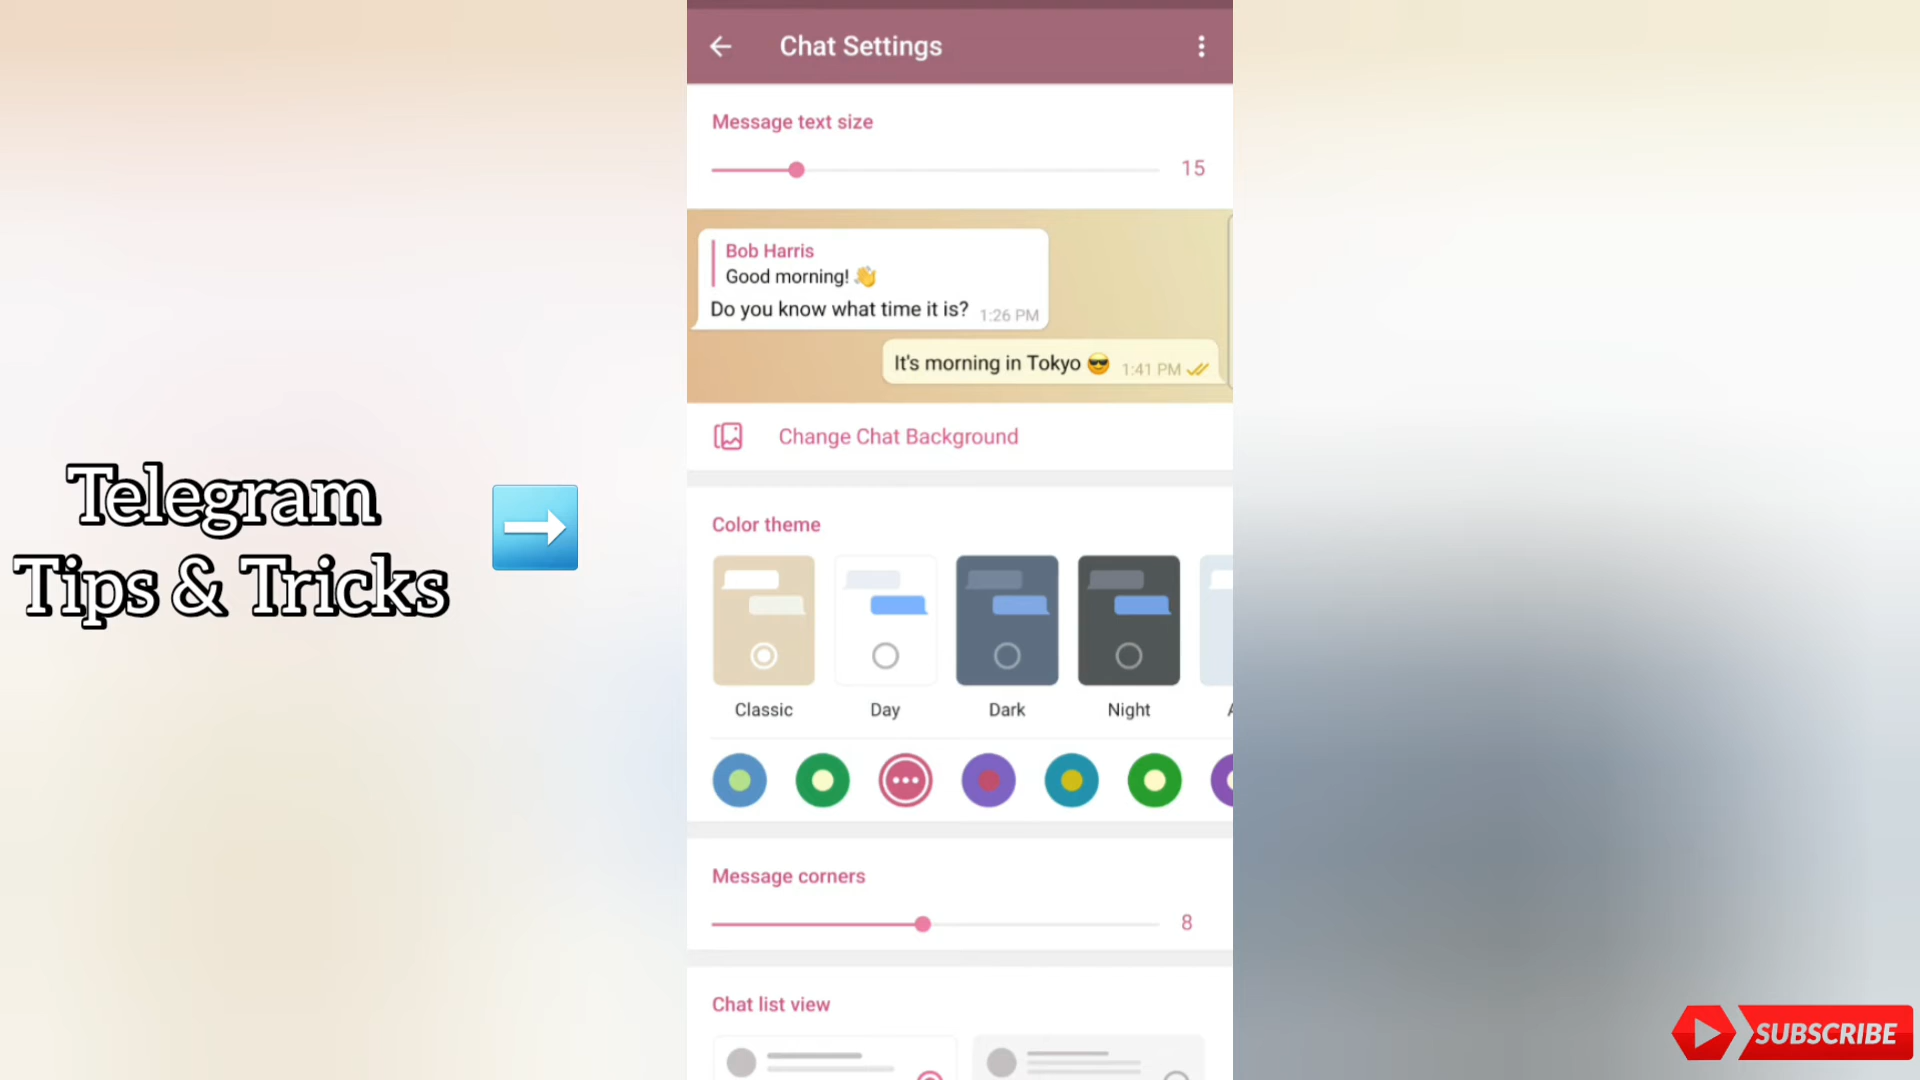 Chat Settings
Message text size
15
Bob Harris
Good morning! 👋
Do you know what time it is? 1:26 PM
It's morning in Tokyo 😎 1:41 PM
Change Chat Background
Color theme
Classic Day Dark Night
Message corners
8
Chat list view
Telegram
Tips & Tricks
SUBSCRIBE